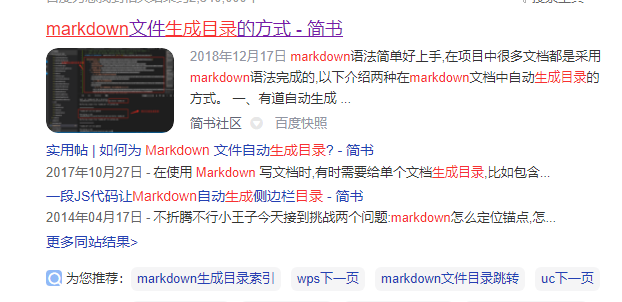 markdown文件生成目录的方式 - 简书
2018年12月17日 markdown语法简单好上手,在项目中很多文档都是采用
markdown语法完成的,以下介绍两种在markdown文档中自动生成目录的
方式。 一、有道自动生成 ...
简书社区 百度快照
实用帖 | 如何为 Markdown 文件自动生成目录? - 简书
2017年10月27日 - 在使用 Markdown 写文档时,有时需要给单个文档生成目录,比如包含...
一段JS代码让Markdown自动生成侧边栏目录 - 简书
2014年04月17日 - 不折腾不行小王子今天接到挑战两个问题:markdown怎么定位锚点,怎...
更多同站结果>
为您推荐: markdown生成目录索引 wps下一页 markdown文件目录跳转 uc下一页